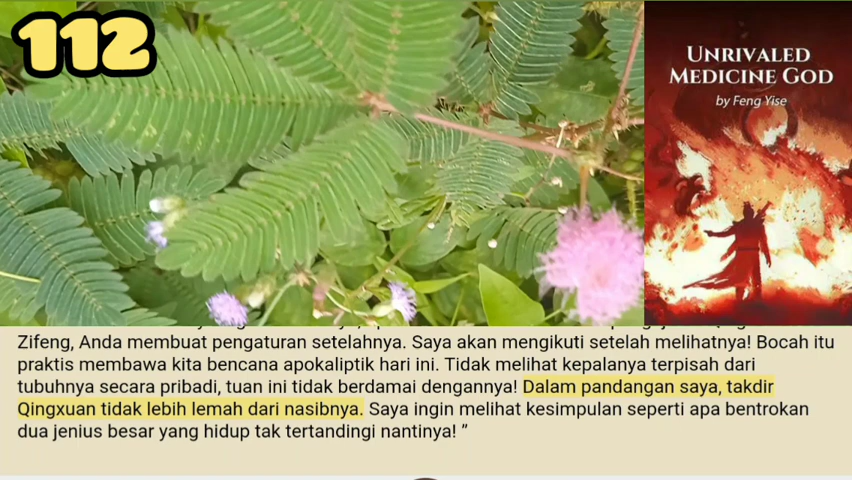 112
UNRIVALED
MEDICINE GOD
by Feng Yise
Zifeng, Anda membuat pengaturan setelahnya. Saya akan mengikuti setelah melihatnya! Bocah itu
praktis membawa kita bencana apokaliptik hari ini. Tidak melihat kepalanya terpisah dari
tubuhnya secara pribadi, tuan ini tidak berdamai dengannya! Dalam pandangan saya, takdir
Qingxuan tidak lebih lemah dari nasibnya. Saya ingin melihat kesimpulan seperti apa bentrokan
dua jenius besar yang hidup tak tertandingi nantinya! ”